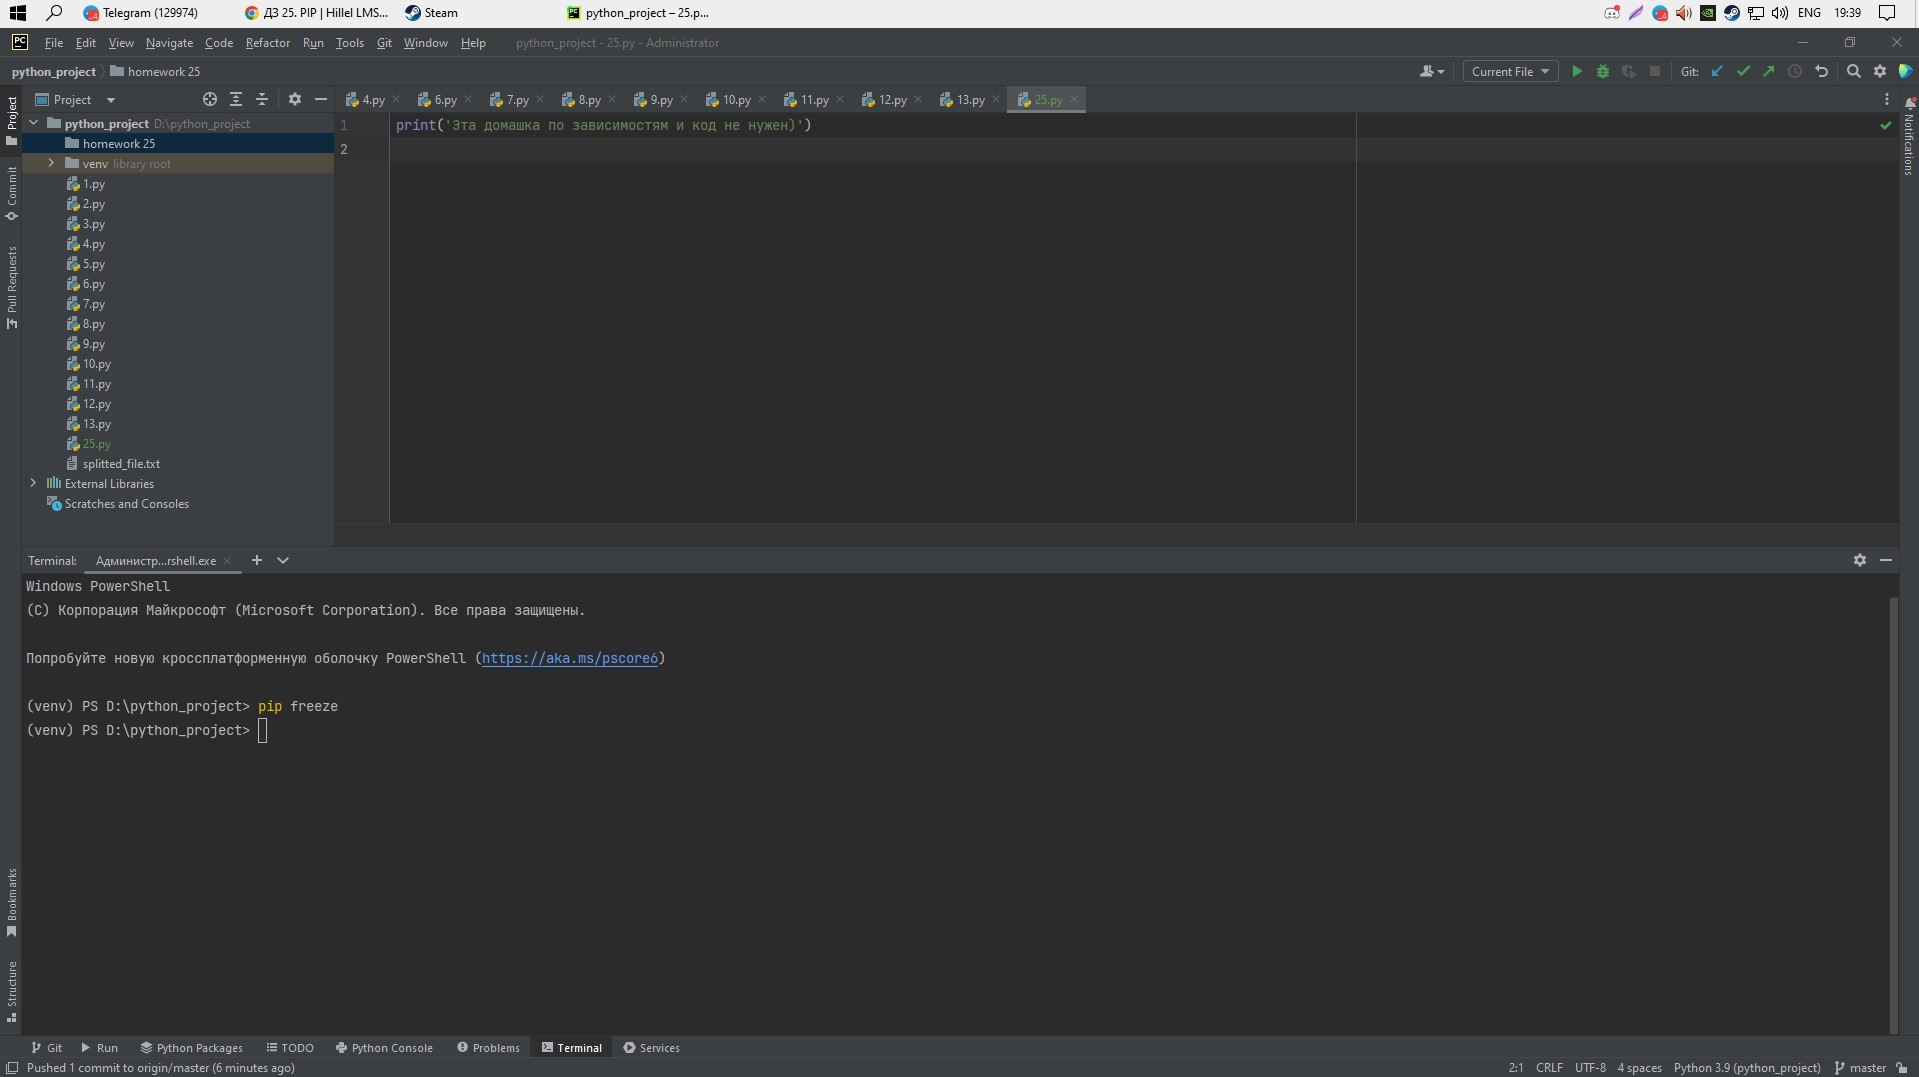 Telegram (129974)
ДЗ 25. PIP | Hillel LMS...
Steam
python_project – 25.p...
ENG
19:39
File Edit View Navigate Code Refactor Run Tools Git Window Help
python_project - 25.py - Administrator
python_project
homework 25
Current File
Git:
Project
4.py
6.py
7.py
8.py
9.py
10.py
11.py
12.py
13.py
25.py
Project
Commit
Pull Requests
Bookmarks
Structure
Notifications
python_project D:\python_project
homework 25
venv library root
1.py
2.py
3.py
4.py
5.py
6.py
7.py
8.py
9.py
10.py
11.py
12.py
13.py
25.py
splitted_file.txt
External Libraries
Scratches and Consoles
1 print('Эта домашка по зависимостям и код не нужен)')
2
Terminal: Администр...rshell.exe
Windows PowerShell
(C) Корпорация Майкрософт (Microsoft Corporation). Все права защищены.
Попробуйте новую кроссплатформенную оболочку PowerShell (https://aka.ms/pscore6)
(venv) PS D:\python_project> pip freeze
(venv) PS D:\python_project>
Git Run Python Packages TODO Python Console Problems Terminal Services
Pushed 1 commit to origin/master (6 minutes ago)
2:1 CRLF UTF-8 4 spaces Python 3.9 (python_project) master